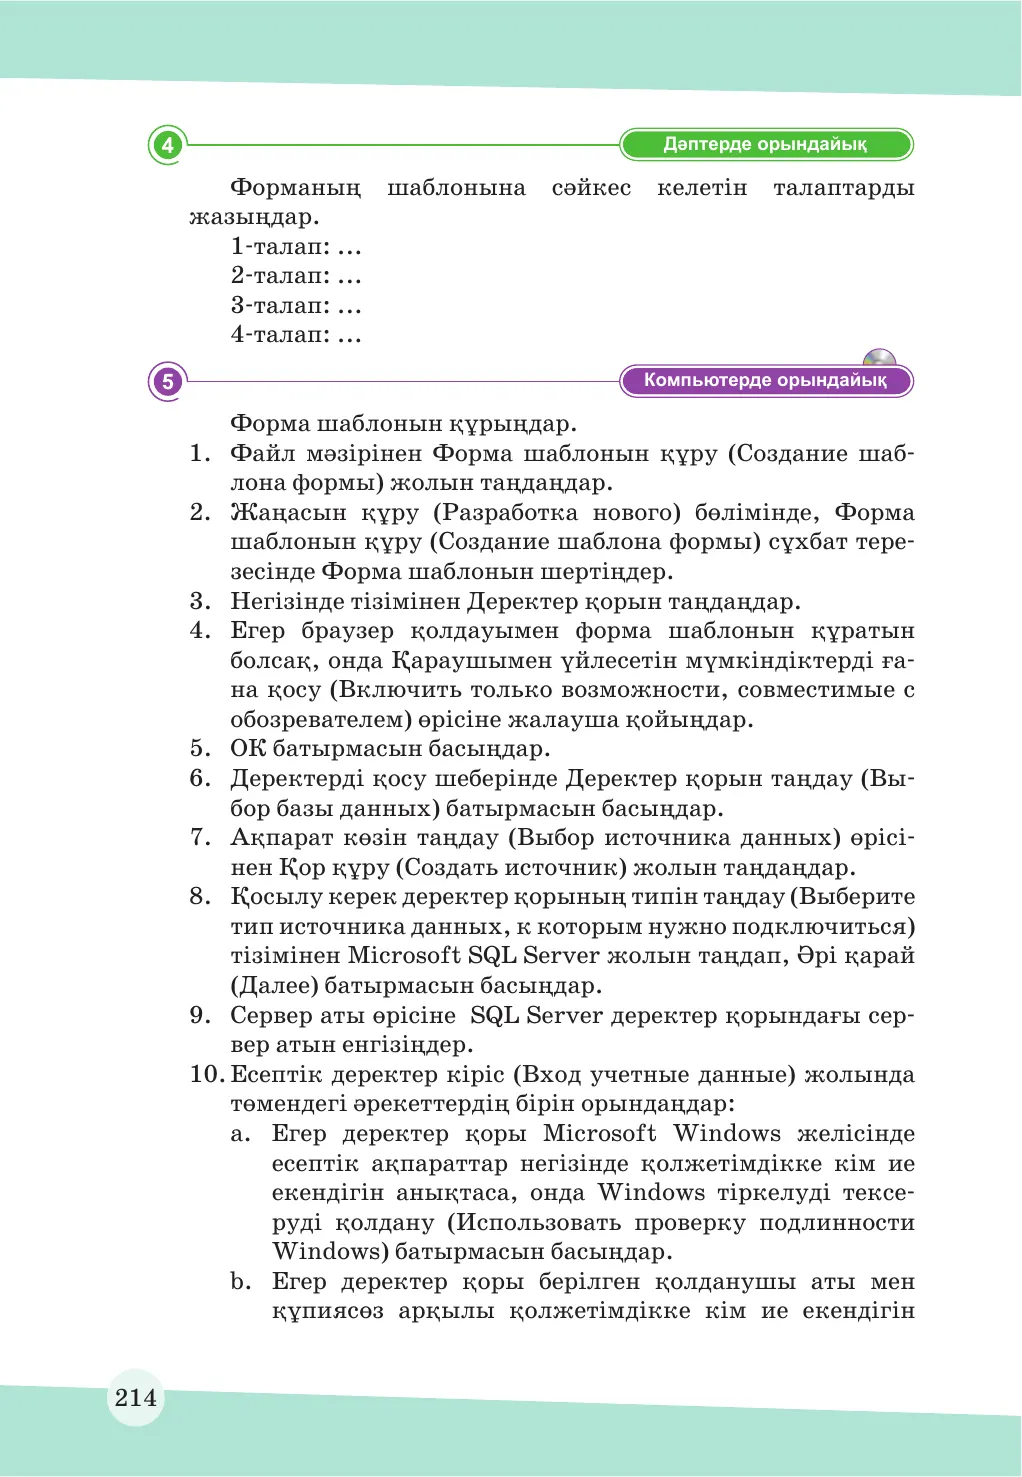 4
Дәптерде орындайық
Форманың шаблонына сәйкес келетін талаптарды
жазыңдар.
1-талап: ...
2-талап: ...
3-талап: ...
4-талап: ...
5
Компьютерде орындайық
Форма шаблонын құрыңдар.
1. Файл мәзірінен Форма шаблонын құру (Создание шаб-
лона формы) жолын таңдаңдар.
2. Жаңасын құру (Разработка нового) бөлімінде, Форма
шаблонын құру (Создание шаблона формы) сұхбат тере-
зесінде Форма шаблонын шертіңдер.
3. Негізінде тізімінен Деректер қорын таңдаңдар.
4. Егер браузер қолдауымен форма шаблонын құратын
болсақ, онда Қараушымен үйлесетін мүмкіндіктерді ға-
на қосу (Включить только возможности, совместимые с
обозревателем) өрісіне жалауша қойыңдар.
5. ОК батырмасын басыңдар.
6. Деректерді қосу шеберінде Деректер қорын таңдау (Вы-
бор базы данных) батырмасын басыңдар.
7. Ақпарат көзін таңдау (Выбор источника данных) өрісі-
нен Қор құру (Создать источник) жолын таңдаңдар.
8. Қосылу керек деректер қорының типін таңдау (Выберите
тип источника данных, к которым нужно подключиться)
тізімінен Microsoft SQL Server жолын таңдап, Әрі қарай
(Далее) батырмасын басыңдар.
9. Сервер аты өрісіне SQL Server деректер қорындағы сер-
вер атын енгізіңдер.
10. Есептік деректер кіріс (Вход учетные данные) жолында
төмендегі әрекеттердің бірін орындаңдар:
a. Егер деректер қоры Microsoft Windows желісінде
есептік ақпараттар негізінде қолжетімдікке кім ие
екендігін анықтаса, онда Windows тіркелуді тексе-
руді қолдану (Использовать проверку подлинности
Windows) батырмасын басыңдар.
b. Егер деректер қоры берілген қолданушы аты мен
құпиясөз арқылы қолжетімдікке кім ие екендігін
214